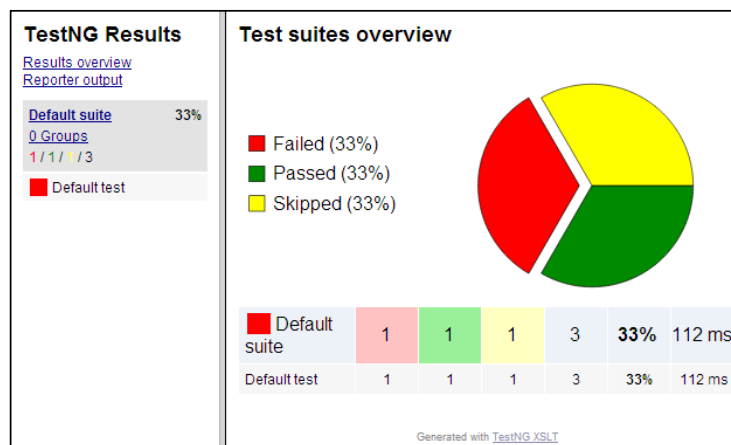 TestNG Results
Results overview
Reporter output
Default suite 33%
0 Groups
1 / 1 / 1 / 3
Default test
Test suites overview
Failed (33%)
Passed (33%)
Skipped (33%)
Default suite 1 1 1 3 33% 112 ms
Default test 1 1 1 3 33% 112 ms
Generated with TestNG XSLT